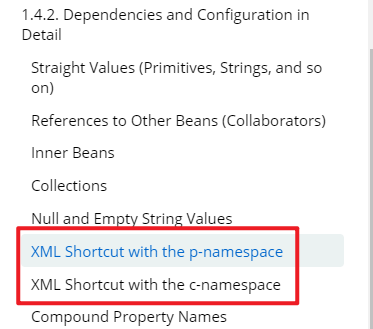 1.4.2. Dependencies and Configuration in
Detail
Straight Values (Primitives, Strings, and so
on)
References to Other Beans (Collaborators)
Inner Beans
Collections
Null and Empty String Values
XML Shortcut with the p-namespace
XML Shortcut with the c-namespace
Compound Property Names